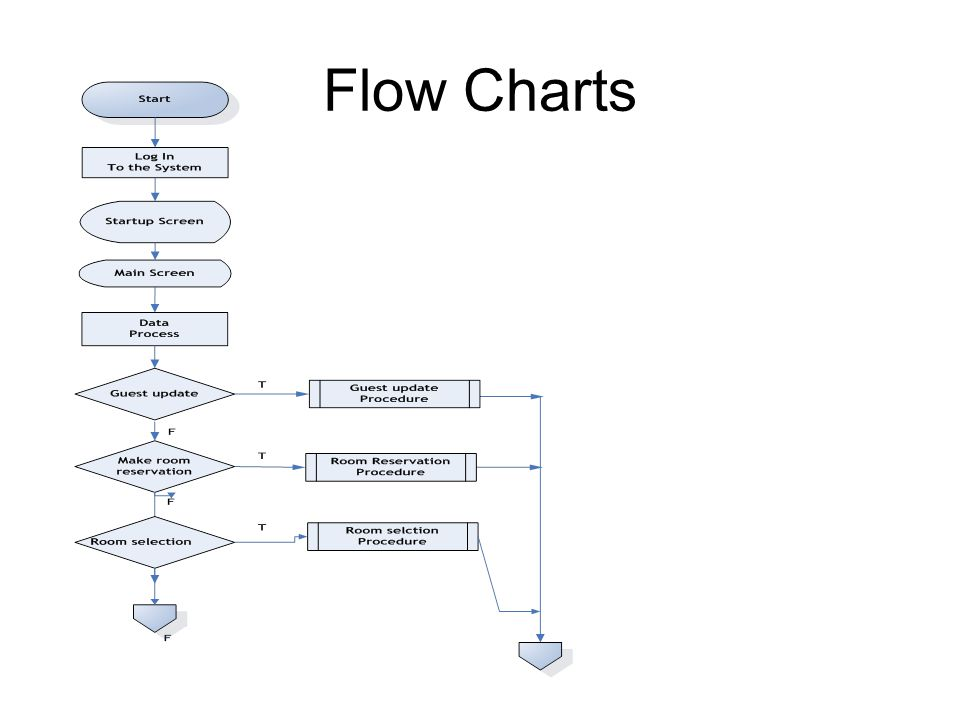 Flow Charts
Start
Log In
To the System
Startup Screen
Main Screen
Data
Process
Guest update
T
Guest update
Procedure
F
Make room
reservation
T
Room Reservation
Procedure
F
Room selection
T
Room selction
Procedure
F